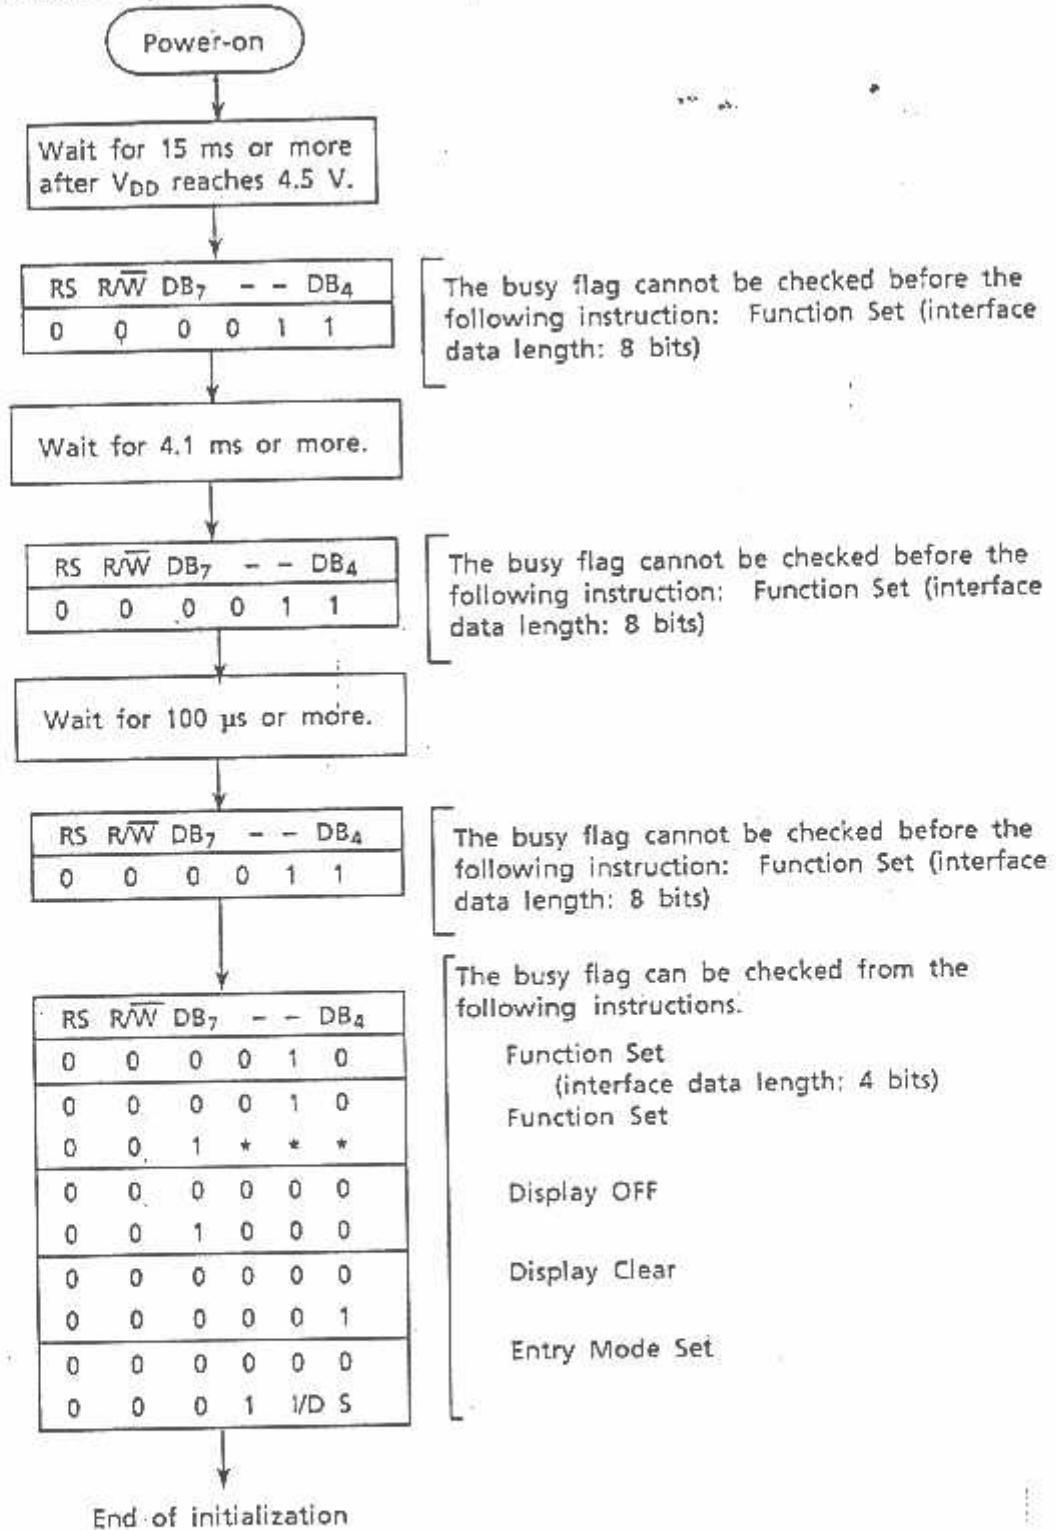 Power-on
Wait for 15 ms or more
after VDD reaches 4.5 V.
RS R/W̅ DB7 - - DB4
0 0 0 0 1 1
The busy flag cannot be checked before the
following instruction: Function Set (interface
data length: 8 bits)
Wait for 4.1 ms or more.
RS R/W̅ DB7 - - DB4
0 0 0 0 1 1
The busy flag cannot be checked before the
following instruction: Function Set (interface
data length: 8 bits)
Wait for 100 µs or more.
RS R/W̅ DB7 - - DB4
0 0 0 0 1 1
The busy flag cannot be checked before the
following instruction: Function Set (interface
data length: 8 bits)
RS R/W̅ DB7 - - DB4
0 0 0 0 1 0
0 0 0 0 1 0
0 0 1 * * *
0 0 0 0 0 0
0 0 1 0 0 0
0 0 0 0 0 0
0 0 0 0 0 1
0 0 0 0 0 0
0 0 0 1 I/D S
The busy flag can be checked from the
following instructions.
Function Set
(interface data length: 4 bits)
Function Set
Display OFF
Display Clear
Entry Mode Set
End of initialization